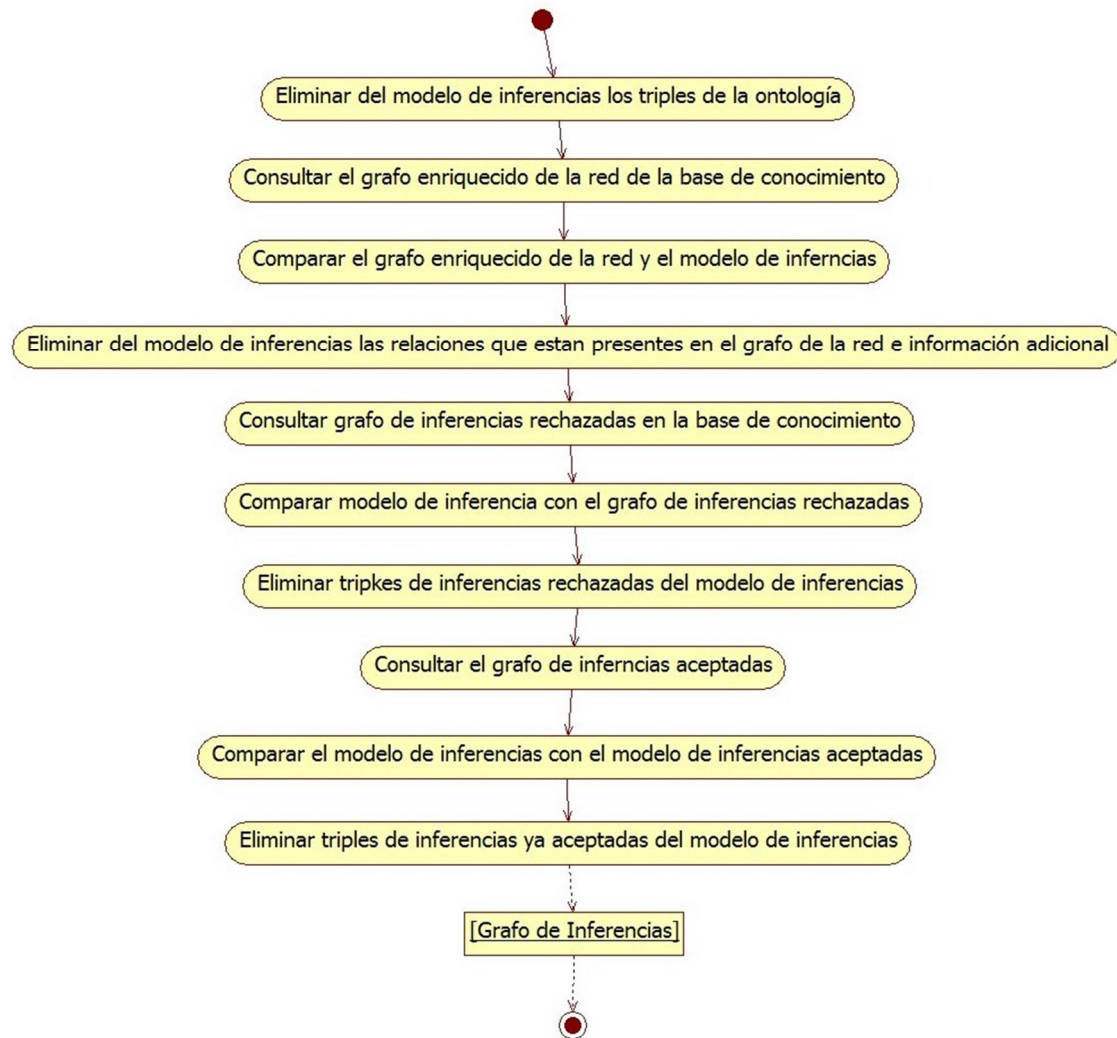 Eliminar del modelo de inferencias los triples de la ontología
Consultar el grafo enriquecido de la red de la base de conocimiento
Comparar el grafo enriquecido de la red y el modelo de inferncias
Eliminar del modelo de inferencias las relaciones que estan presentes en el grafo de la red e información adicional
Consultar grafo de inferencias rechazadas en la base de conocimiento
Comparar modelo de inferencia con el grafo de inferencias rechazadas
Eliminar tripkes de inferencias rechazadas del modelo de inferencias
Consultar el grafo de inferncias aceptadas
Comparar el modelo de inferencias con el modelo de inferencias aceptadas
Eliminar triples de inferencias ya aceptadas del modelo de inferencias
[Grafo de Inferencias]